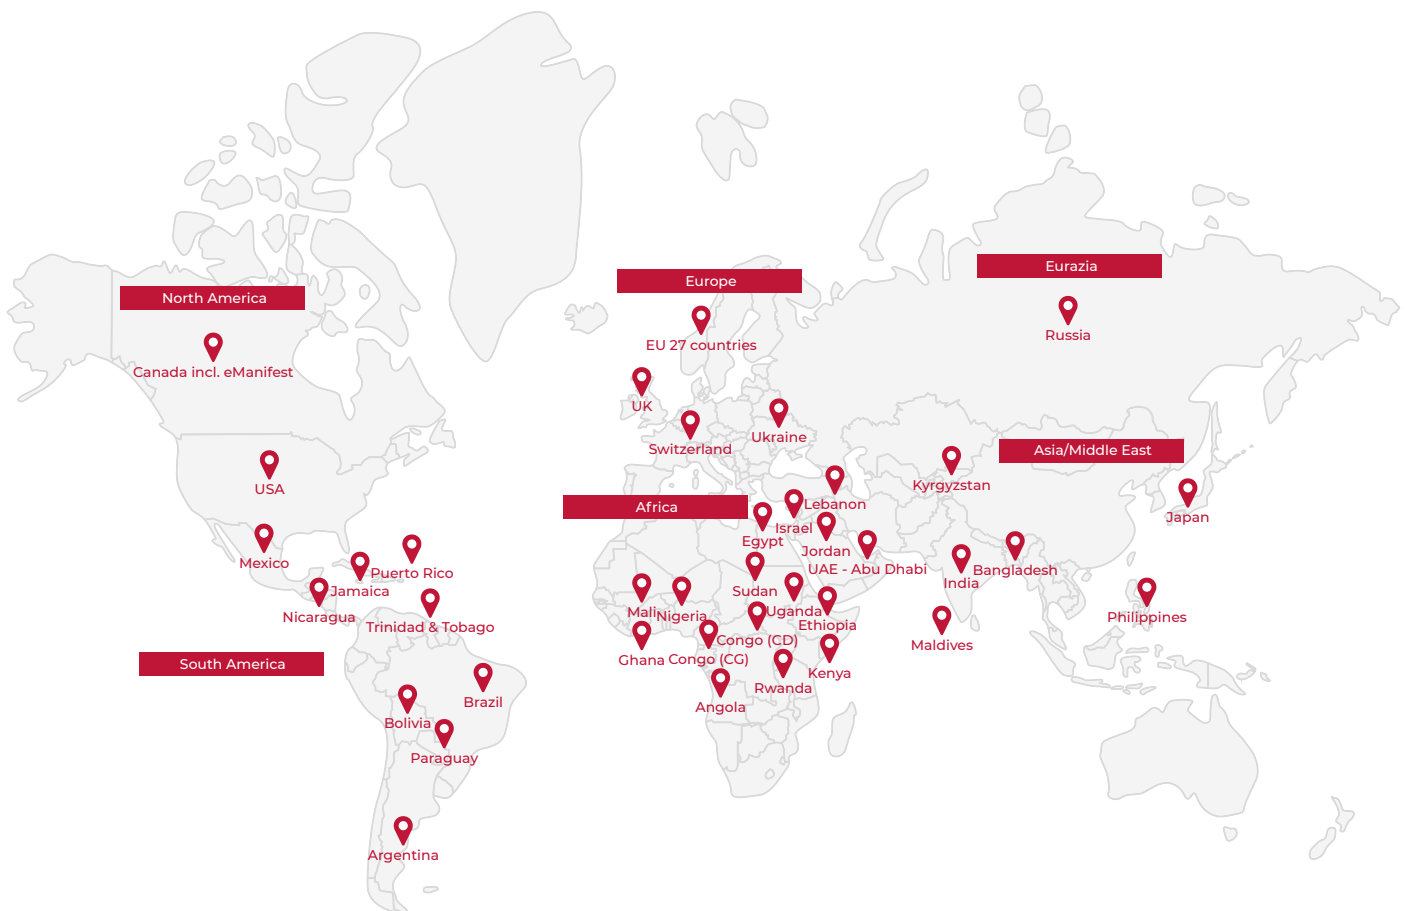 North America
Canada incl. eManifest
USA
Mexico
Puerto Rico
Jamaica
Nicaragua
Trinidad & Tobago
South America
Brazil
Bolivia
Paraguay
Argentina
Europe
EU 27 countries
UK
Switzerland
Ukraine
Africa
Egypt
Sudan
Mali
Nigeria
Uganda
Ethiopia
Ghana
Congo (CG)
Congo (CD)
Kenya
Rwanda
Angola
Eurazia
Russia
Asia/Middle East
Kyrgyzstan
Lebanon
Israel
Jordan
UAE - Abu Dhabi
Japan
India
Bangladesh
Philippines
Maldives